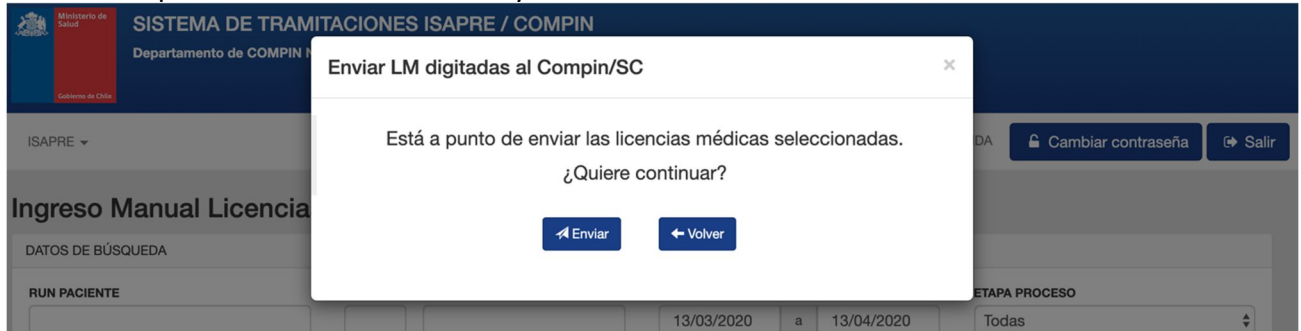 Ministerio de
Salud
Gobierno de Chile
SISTEMA DE TRAMITACIONES ISAPRE / COMPIN
Departamento de COMPIN N
Enviar LM digitadas al Compin/SC
×
Está a punto de enviar las licencias médicas seleccionadas.
¿Quiere continuar?
Enviar
Volver
ISAPRE
DA
Cambiar contraseña
Salir
Ingreso Manual Licencia
DATOS DE BÚSQUEDA
RUN PACIENTE
ETAPA PROCESO
13/03/2020 a 13/04/2020
Todas